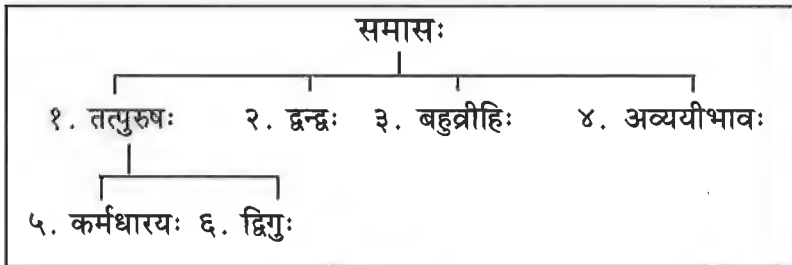 समासः
१. तत्पुरुषः २. द्वन्द्वः ३. बहुव्रीहिः ४. अव्ययीभावः
५. कर्मधारयः ६. द्विगुः